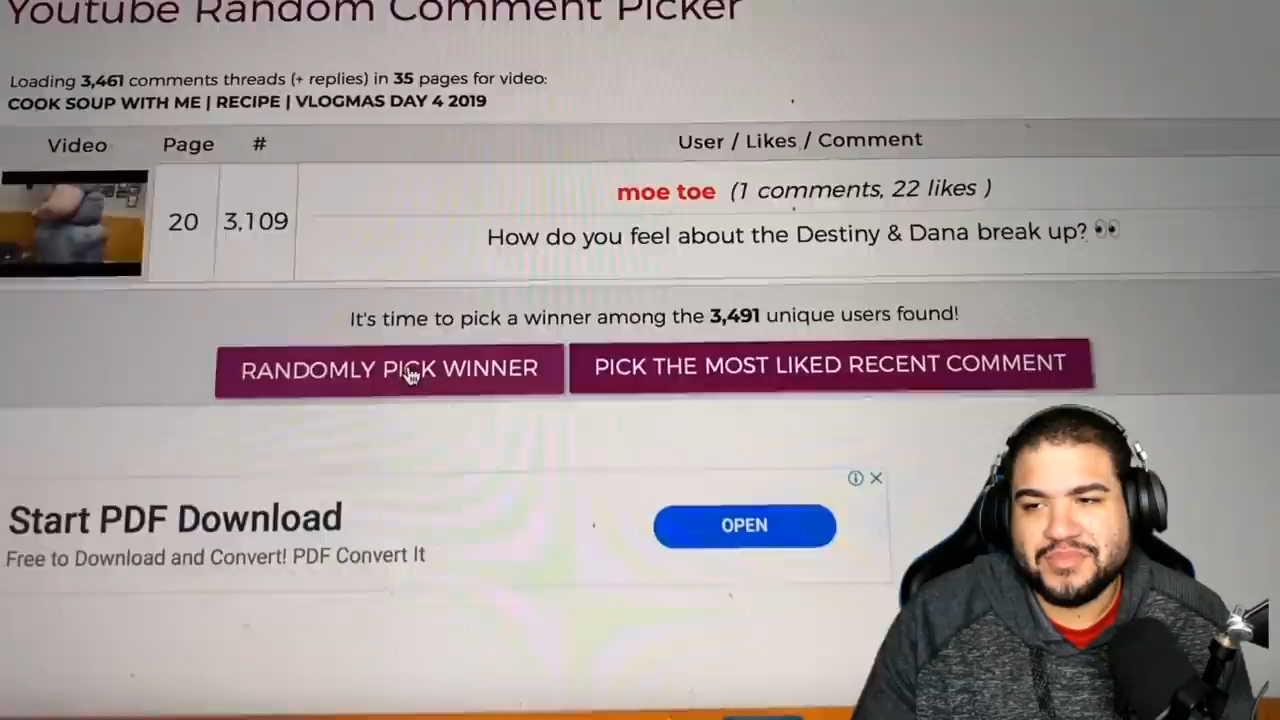 Youtube Random Comment Picker
Loading 3,461 comments threads (+ replies) in 35 pages for video:
COOK SOUP WITH ME | RECIPE | VLOGMAS DAY 4 2019
Video Page # User / Likes / Comment
moe toe (1 comments, 22 likes )
20 3,109
How do you feel about the Destiny & Dana break up? 👀
It's time to pick a winner among the 3,491 unique users found!
RANDOMLY PICK WINNER PICK THE MOST LIKED RECENT COMMENT
Start PDF Download
OPEN
Free to Download and Convert! PDF Convert It